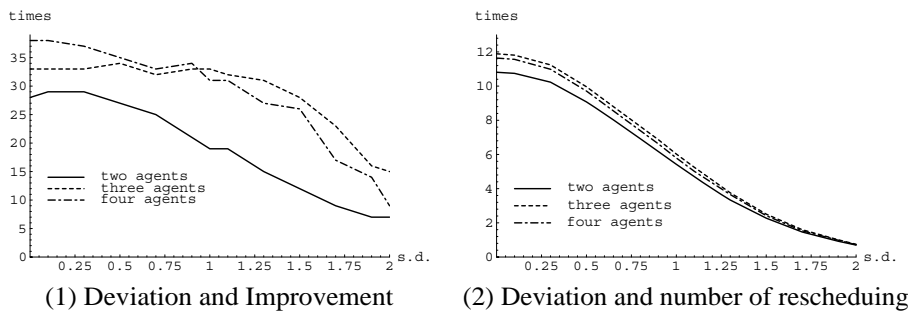 times
35
30
25
20
15
10
5
0
two agents
three agents
four agents
0.25 0.5 0.75 1 1.25 1.5 1.75 2 s.d.
(1) Deviation and Improvement
times
12
10
8
6
4
2
0
two agents
three agents
four agents
0.25 0.5 0.75 1 1.25 1.5 1.75 2 s.d.
(2) Deviation and number of rescheduing